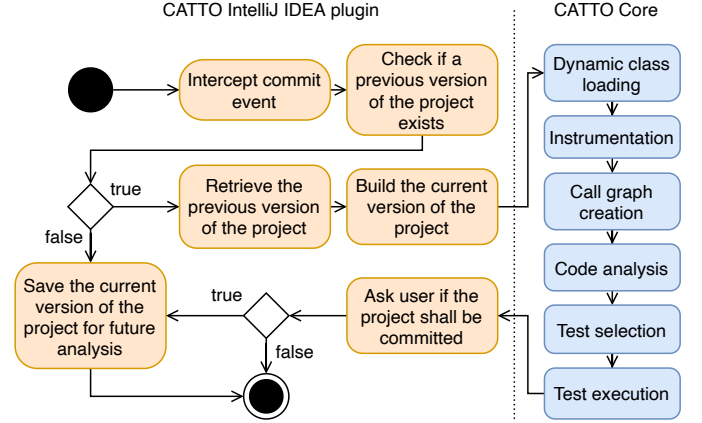 CATTO IntelliJ IDEA plugin
CATTO Core
Intercept commit
event
Check if a
previous version
of the project
exists
Dynamic class
loading
Instrumentation
true
Retrieve the
previous version
of the project
Build the current
version of the
project
Call graph
creation
false
Code analysis
Save the current
version of the
project for future
analysis
true
Ask user if the
project shall be
committed
Test selection
false
Test execution